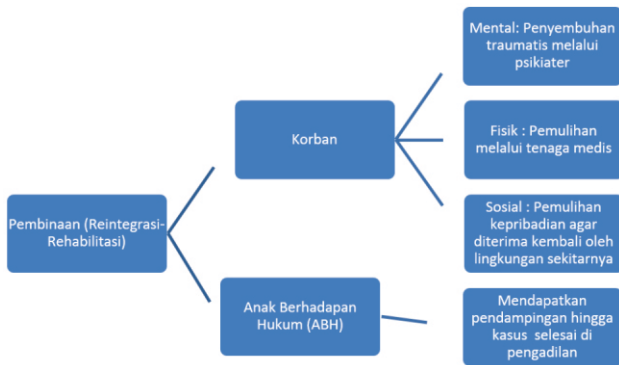 Pembinaan (Reintegrasi-
Rehabilitasi)
Korban
Mental: Penyembuhan
traumatis melalui
psikiater
Fisik : Pemulihan
melalui tenaga medis
Sosial : Pemulihan
kepribadian agar
diterima kembali oleh
lingkungan sekitarnya
Anak Berhadapan
Hukum (ABH)
Mendapatkan
pendampingan hingga
kasus selesai di
pengadilan